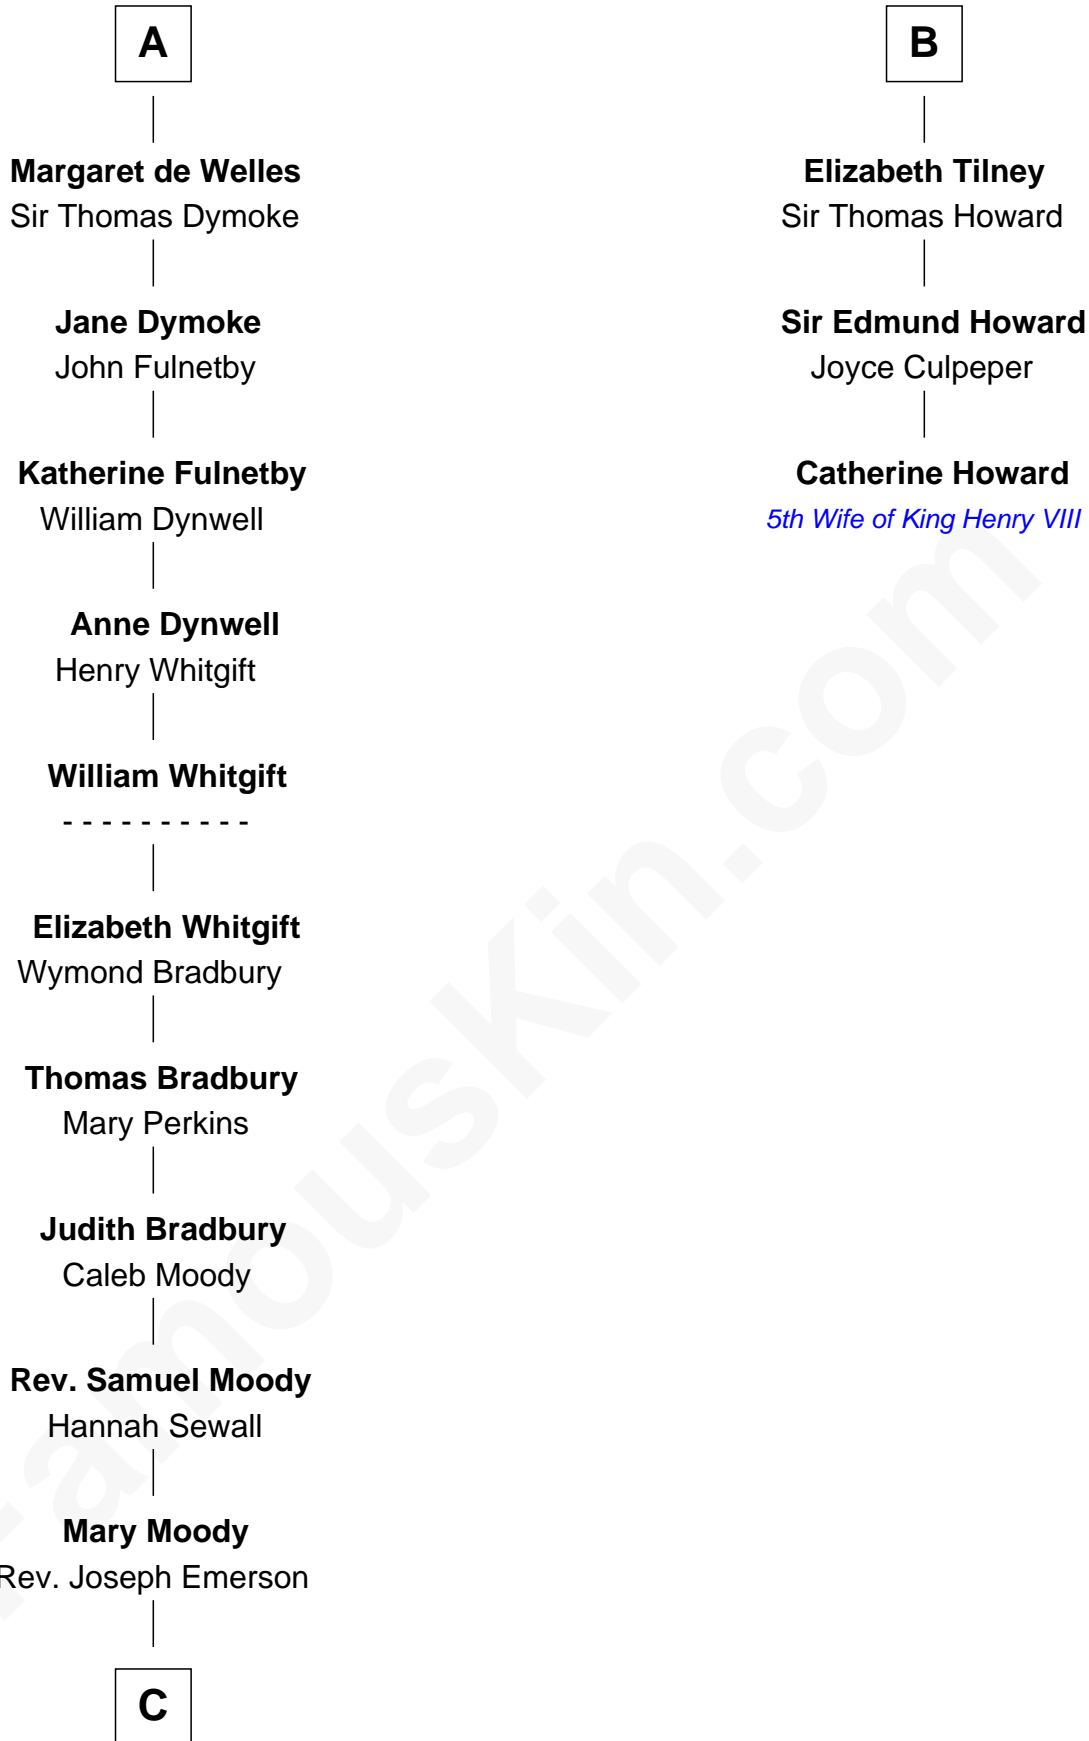 A
Margaret de Welles
Sir Thomas Dymoke
Jane Dymoke
John Fulnetby
Katherine Fulnetby
William Dynwell
Anne Dynwell
Henry Whitgift
William Whitgift
- - - - - - - - - -
Elizabeth Whitgift
Wymond Bradbury
Thomas Bradbury
Mary Perkins
Judith Bradbury
Caleb Moody
Rev. Samuel Moody
Hannah Sewall
Mary Moody
Rev. Joseph Emerson
C
B
Elizabeth Tilney
Sir Thomas Howard
Sir Edmund Howard
Joyce Culpeper
Catherine Howard
5th Wife of King Henry VIII
FamousKin.com